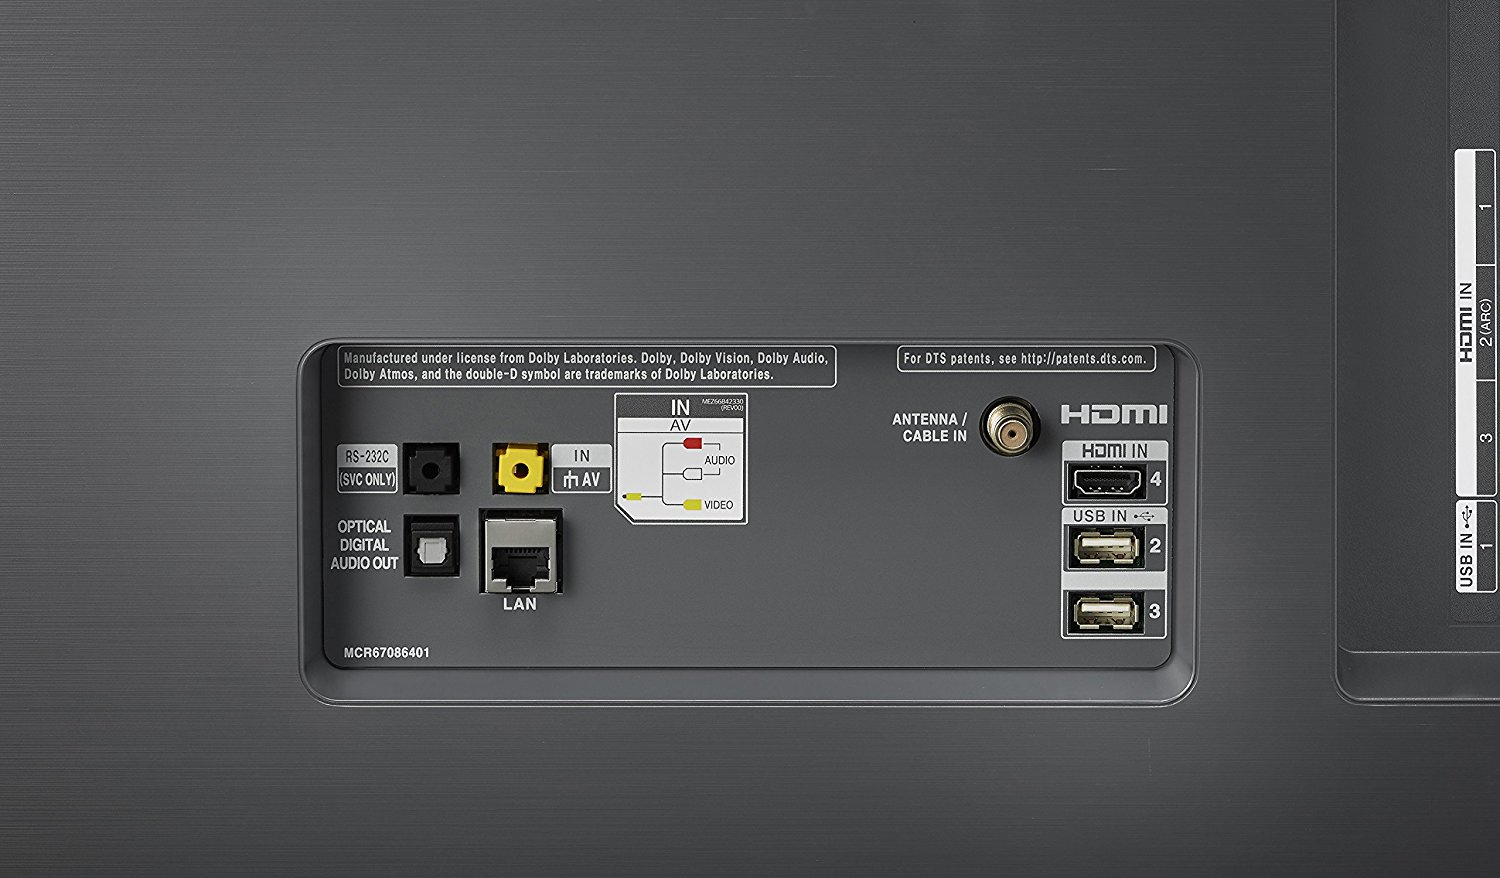 Manufactured under license from Dolby Laboratories. Dolby, Dolby Vision, Dolby Audio,
Dolby Atmos, and the double-D symbol are trademarks of Dolby Laboratories.
For DTS patents, see http://patents.dts.com.
MEZ66842330
(REV00)
IN
AV
AUDIO
VIDEO
ANTENNA /
CABLE IN
HDMI
HDMI IN
4
USB IN
2
3
RS-232C
(SVC ONLY)
IN
AV
OPTICAL
DIGITAL
AUDIO OUT
LAN
MCR67086401
HDMI IN
1
2(ARC)
3
USB IN
1